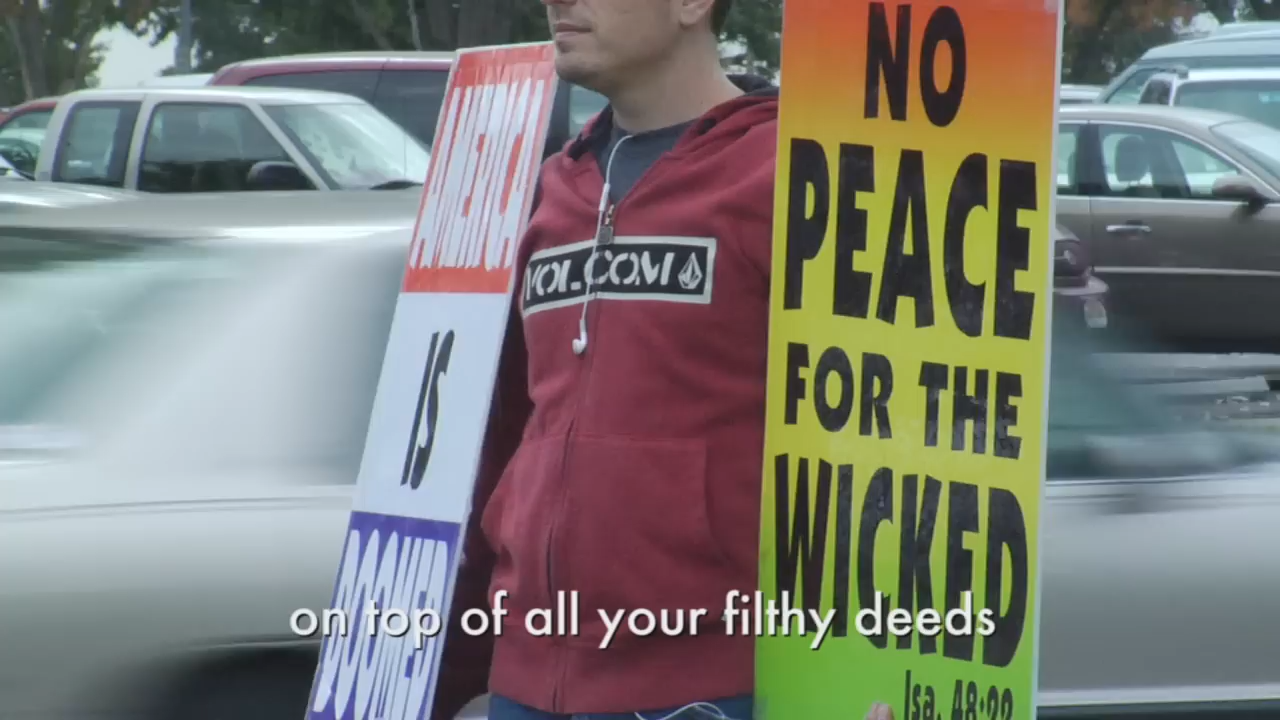 AMERICA
IS
DOOMED
VOLCOM
NO
PEACE
FOR THE
WICKED
Isa. 48:22
on top of all your filthy deeds